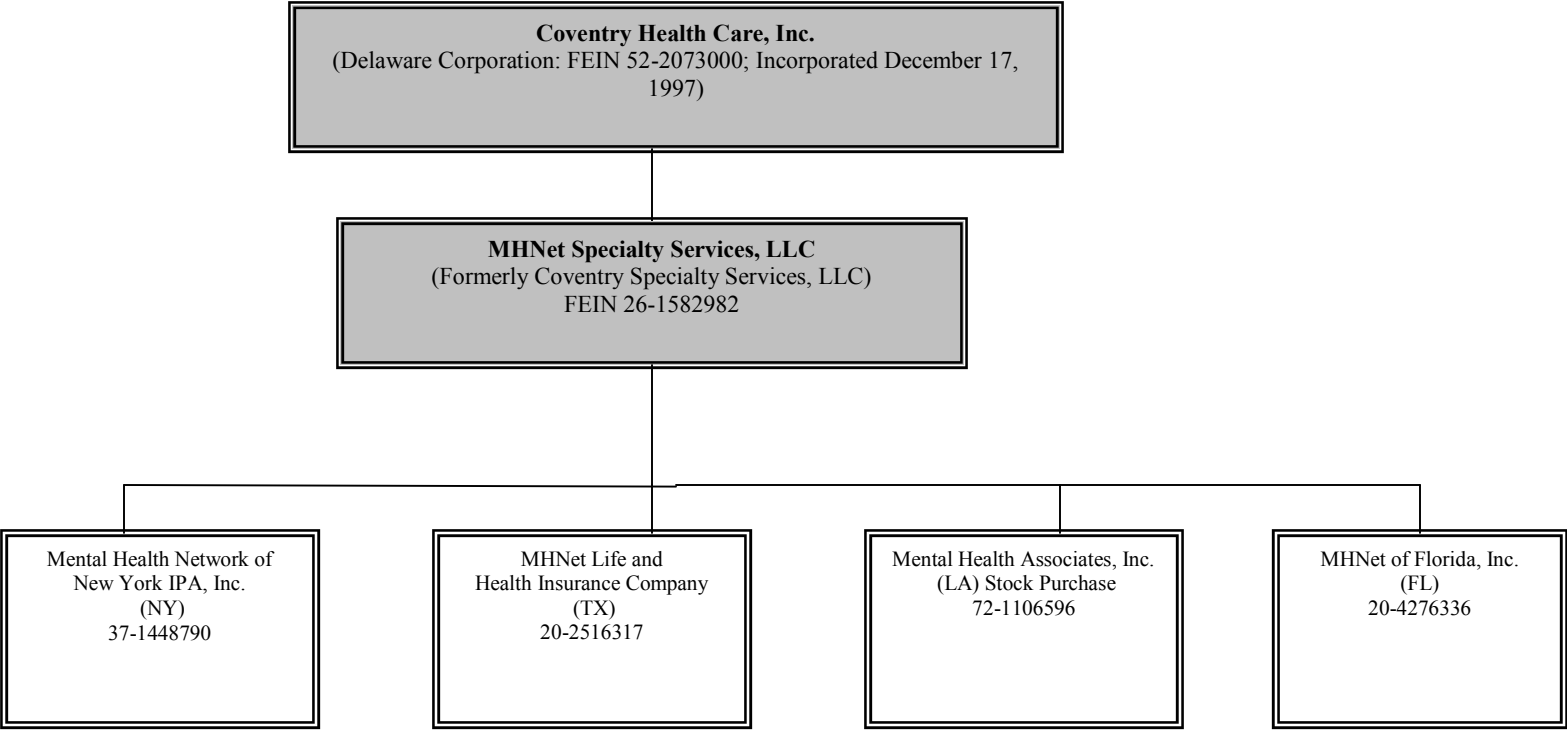 Coventry Health Care, Inc.
(Delaware Corporation: FEIN 52-2073000; Incorporated December 17,
1997)
MHNet Specialty Services, LLC
(Formerly Coventry Specialty Services, LLC)
FEIN 26-1582982
Mental Health Network of
New York IPA, Inc.
(NY)
37-1448790
MHNet Life and
Health Insurance Company
(TX)
20-2516317
Mental Health Associates, Inc.
(LA) Stock Purchase
72-1106596
MHNet of Florida, Inc.
(FL)
20-4276336